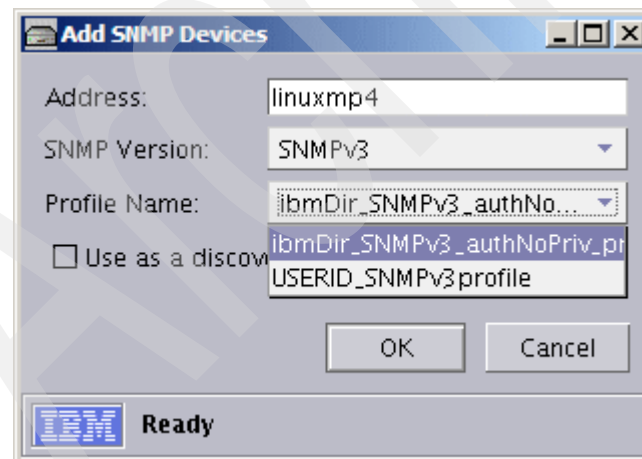 Add SNMP Devices
Address: linuxmp4
SNMP Version: SNMPv3
Profile Name: ibmDir_SNMPv3_authNo...
ibmDir_SNMPv3_authNoPriv_pr
Use as a discov
USERID_SNMPv3profile
OK Cancel
IBM Ready